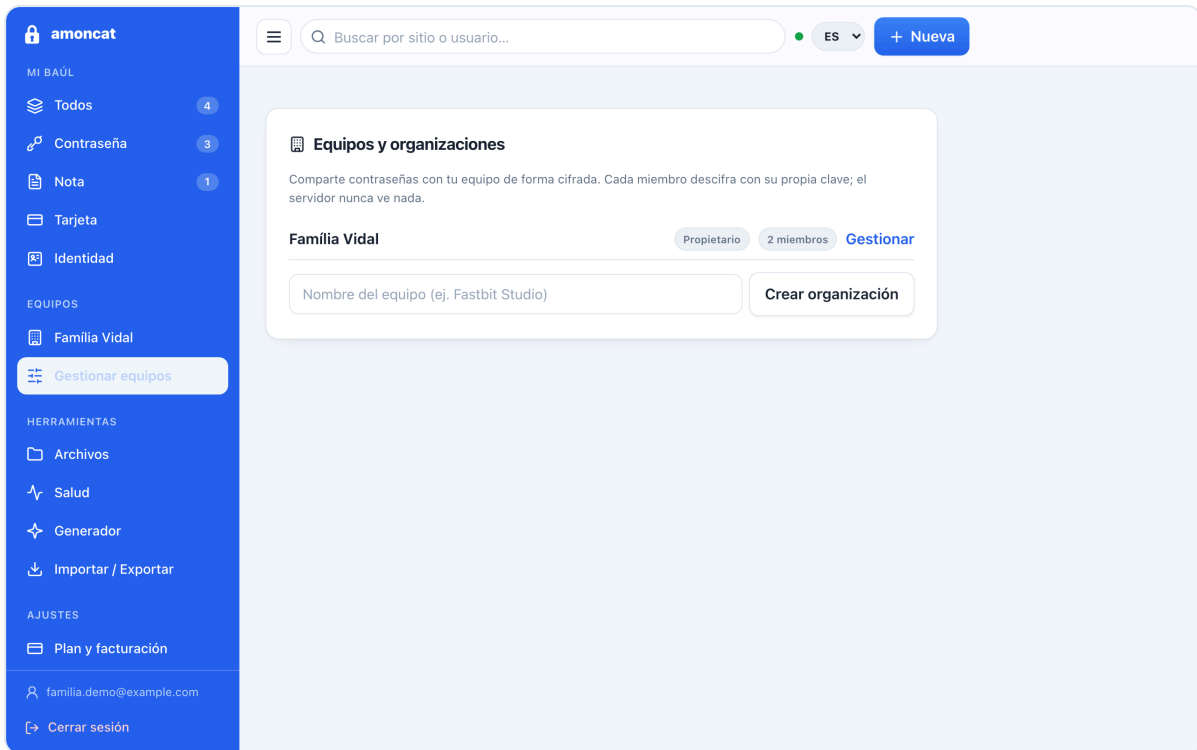 amoncat
MI BAÚL
Todos 4
Contraseña 3
Nota 1
Tarjeta
Identidad
EQUIPOS
Família Vidal
Gestionar equipos
HERRAMIENTAS
Archivos
Salud
Generador
Importar / Exportar
AJUSTES
Plan y facturación
familia.demo@example.com
Cerrar sesión
Buscar por sitio o usuario...
ES
+ Nueva
Equipos y organizaciones
Comparte contraseñas con tu equipo de forma cifrada. Cada miembro descifra con su propia clave; el
servidor nunca ve nada.
Família Vidal Propietario 2 miembros Gestionar
Nombre del equipo (ej. Fastbit Studio) Crear organización